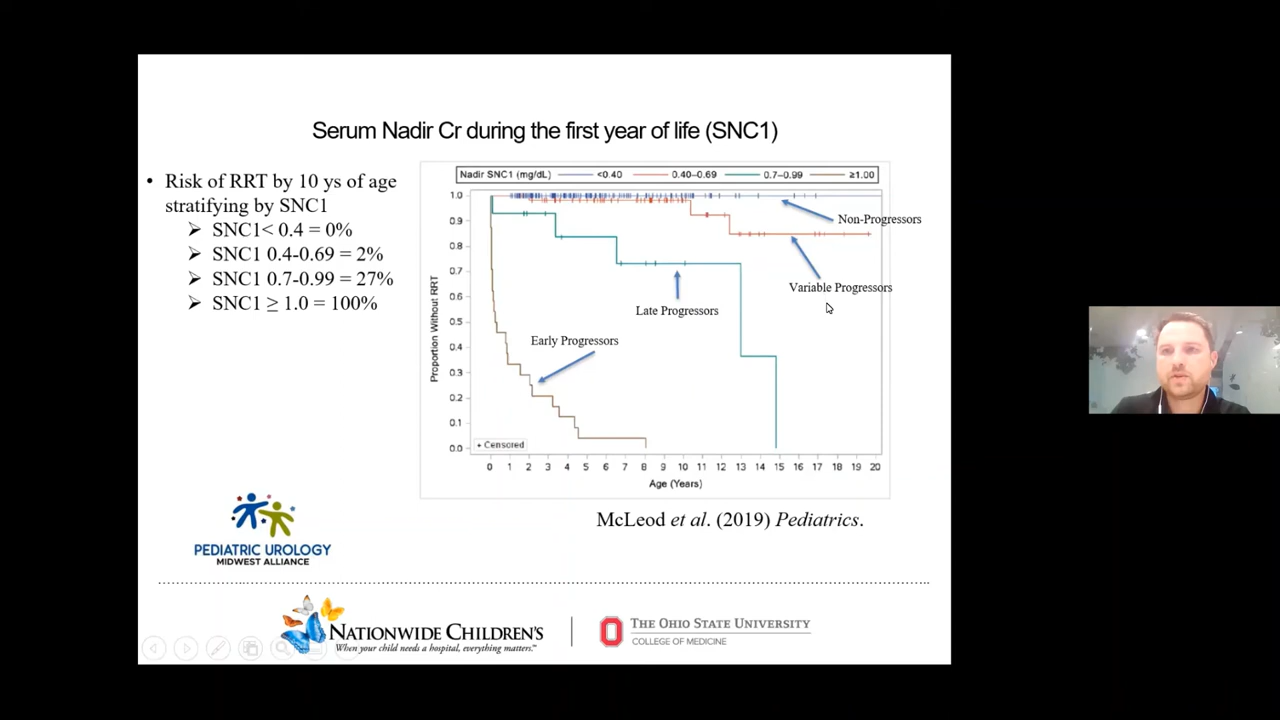 Serum Nadir Cr during the first year of life (SNC1)
• Risk of RRT by 10 ys of age
stratifying by SNC1
➢ SNC1< 0.4 = 0%
➢ SNC1 0.4-0.69 = 2%
➢ SNC1 0.7-0.99 = 27%
➢ SNC1 ≥ 1.0 = 100%
Nadir SNC1 (mg/dL) <0.40 0.40-0.69 0.7-0.99 ≥1.00
1.0
0.9
0.8
0.7
0.6
0.5
0.4
0.3
0.2
0.1
0.0
Proportion Without RRT
Non-Progressors
Variable Progressors
Late Progressors
Early Progressors
+ Censored
0 1 2 3 4 5 6 7 8 9 10 11 12 13 14 15 16 17 18 19 20
Age (Years)
McLeod et al. (2019) Pediatrics.
PEDIATRIC UROLOGY
MIDWEST ALLIANCE
NATIONWIDE CHILDREN'S
When your child needs a hospital, everything matters.™
THE OHIO STATE UNIVERSITY
COLLEGE OF MEDICINE